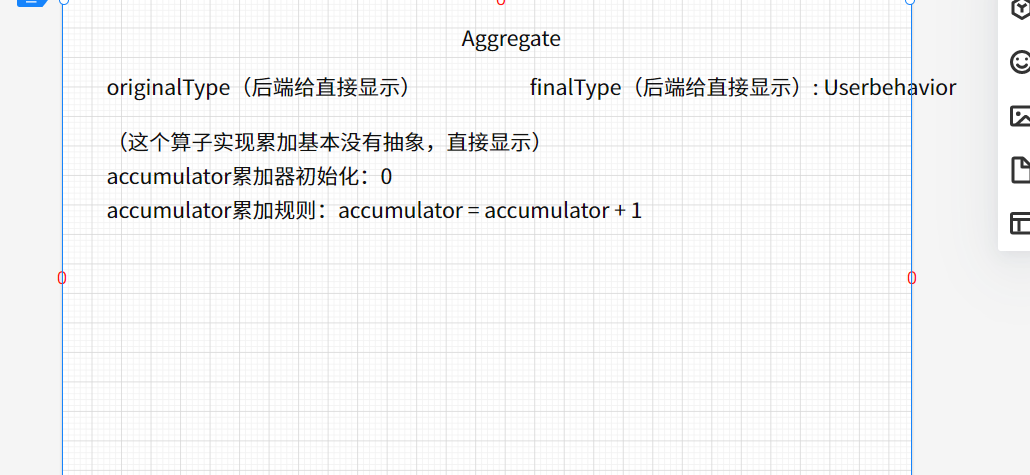 0
Aggregate
originalType（后端给直接显示） finalType（后端给直接显示）: Userbehavior
（这个算子实现累加基本没有抽象，直接显示）
accumulator累加器初始化：0
accumulator累加规则：accumulator = accumulator + 1
0 0